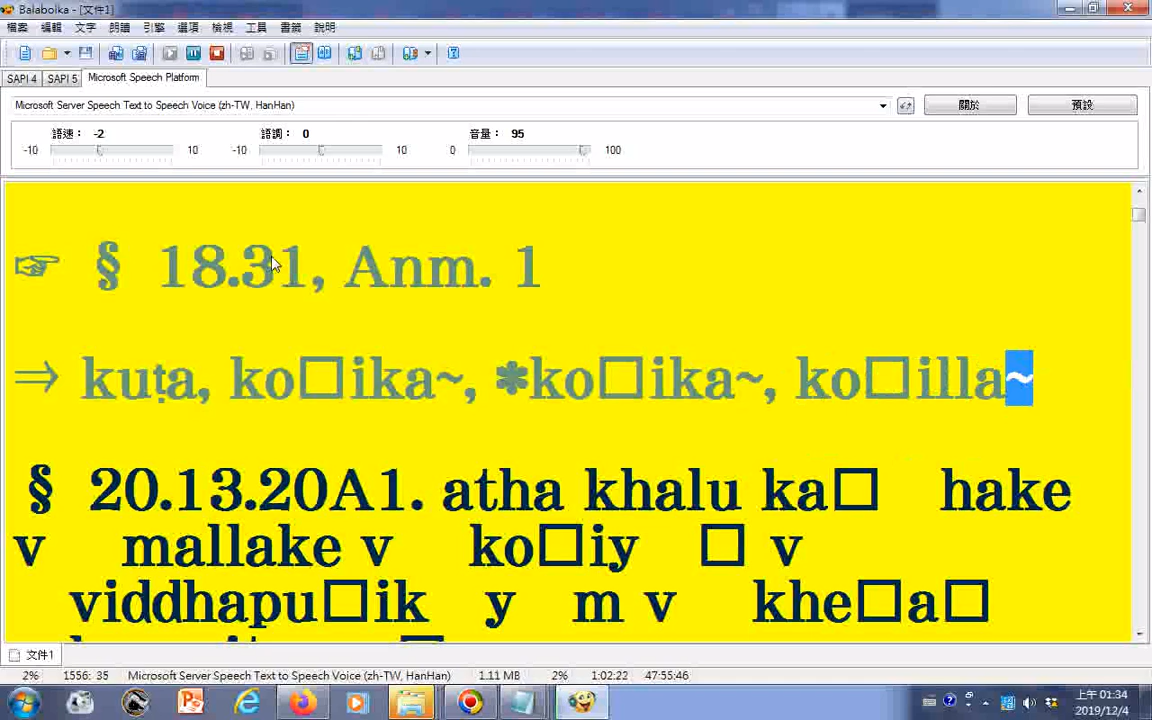 Balabolka - [文件1]
檔案 編輯 文字 朗讀 引擎 選項 檢視 工具 書籤 說明
SAPI 4 SAPI 5 Microsoft Speech Platform
Microsoft Server Speech Text to Speech Voice (zh-TW, HanHan) 關於 預設
語速： -2 語調： 0 音量： 95
-10 10 -10 10 0 100
☞ § 18.31, Anm. 1
⇒ kuṭa, ko□ika~, *ko□ika~, ko□illa~
§ 20.13.20A1. atha khalu ka□ hake
v mallake v ko□iy □ v
viddhapu□ik y m v khe□a□
文件1
2% 1556: 35 Microsoft Server Speech Text to Speech Voice (zh-TW, HanHan) 1.11 MB 2% 1:02:22 47:55:46
上午 01:34
2019/12/4